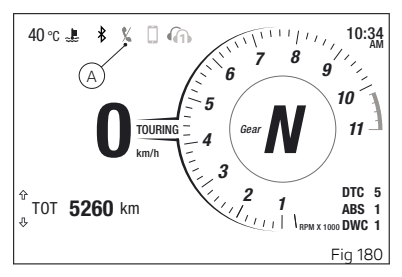 40 °C 1 10:34
AM
A
0 TOURING
km/h
Gear N
1
2
3
4
5
6
7
8
9
10
11
RPM X 1000
TOT 5260 km
DTC 5
ABS 1
DWC 1
Fig 180